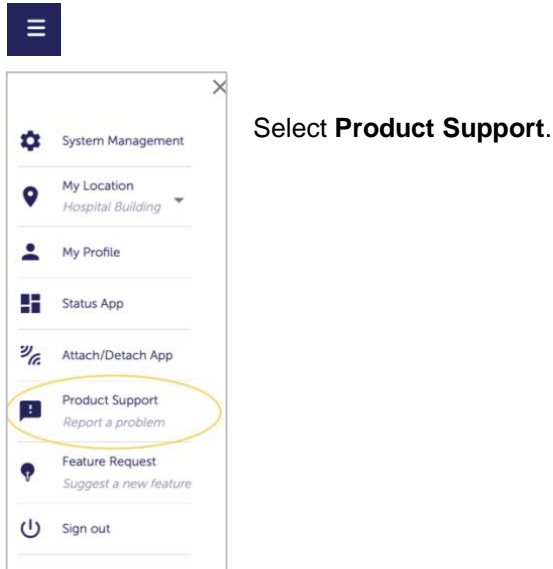 Select Product Support.
System Management
My Location
Hospital Building
My Profile
Status App
Attach/Detach App
Product Support
Report a problem
Feature Request
Suggest a new feature
Sign out